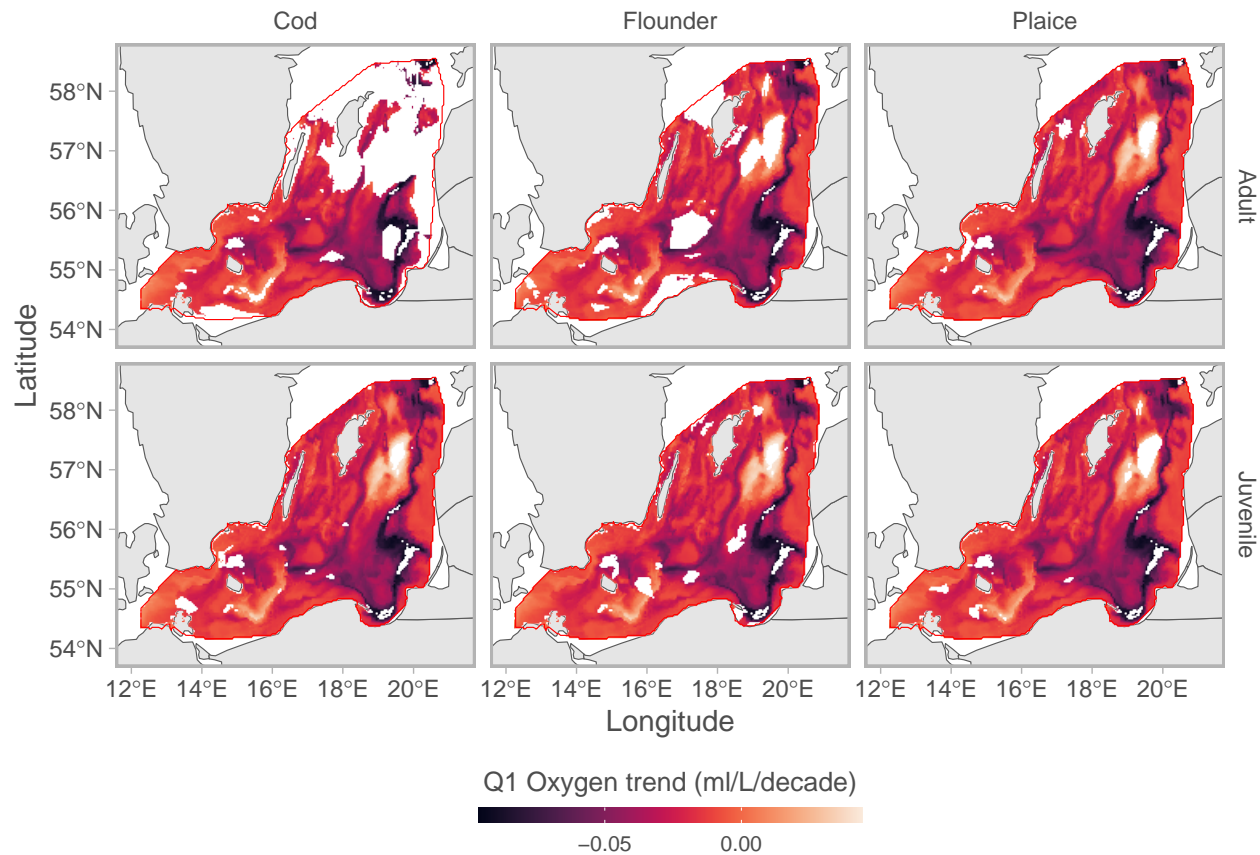 Cod Flounder Plaice
58°N
57°N
56°N
55°N
54°N
Adult
58°N
57°N
56°N
55°N
54°N
Juvenile
Latitude
12°E 14°E 16°E 18°E 20°E 12°E 14°E 16°E 18°E 20°E 12°E 14°E 16°E 18°E 20°E
Longitude
Q1 Oxygen trend (ml/L/decade)
−0.05 0.00